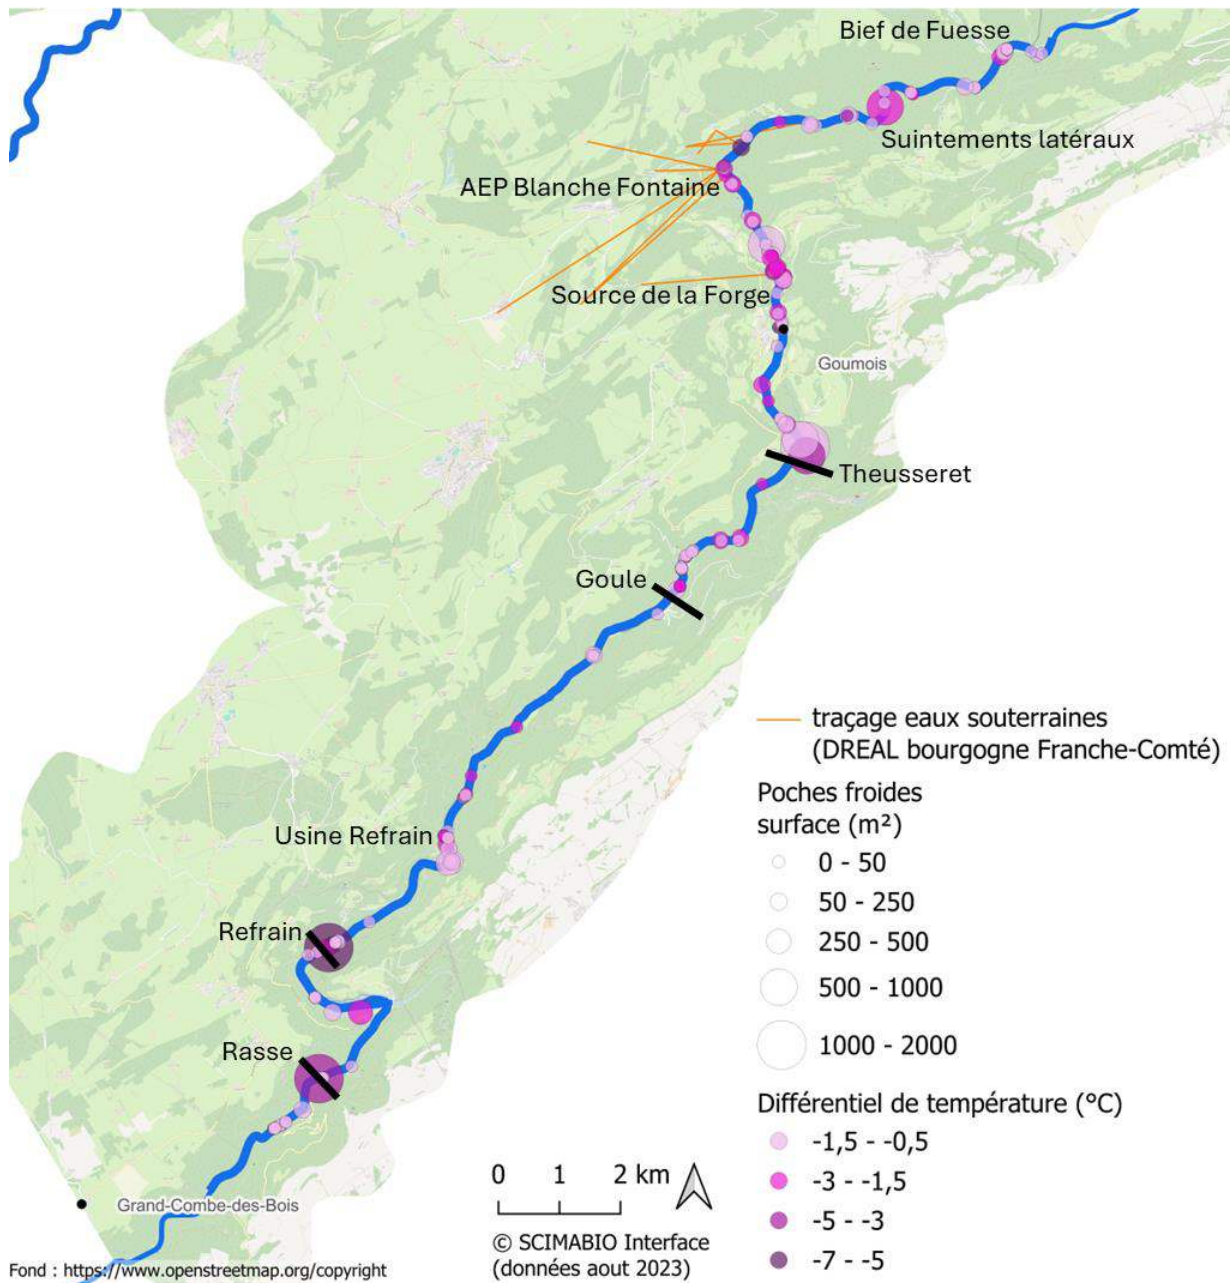 Bief de Fuesse
Suintements latéraux
AEP Blanche Fontaine
Source de la Forge
Goumois
Theusseret
Goule
Usine Refrain
Refrain
Rasse
Grand-Combe-des-Bois
traçage eaux souterraines
(DREAL bourgogne Franche-Comté)
Poches froides
surface (m²)
0 - 50
50 - 250
250 - 500
500 - 1000
1000 - 2000
Différentiel de température (°C)
-1,5 - -0,5
-3 - -1,5
-5 - -3
-7 - -5
0 1 2 km
© SCIMABIO Interface
(données aout 2023)
Fond : https://www.openstreetmap.org/copyright